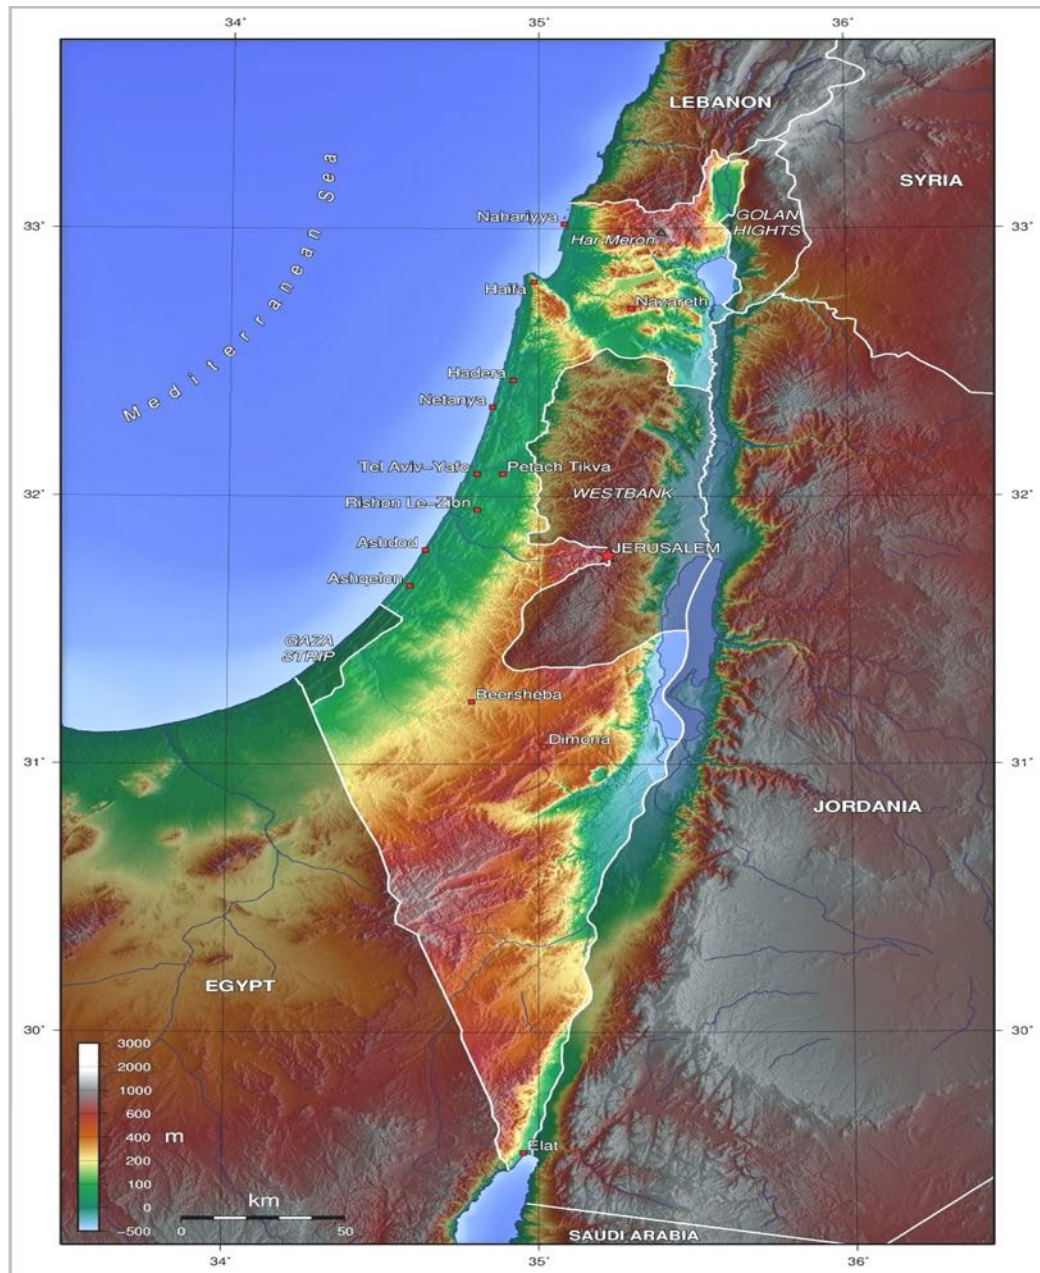 34°
35°
36°
LEBANON
SYRIA
33°
33°
Nahariyya
GOLAN
HIGHTS
Har Meron
Mediterranean Sea
Haifa
Nazareth
Hadera
Netanya
Tel Aviv-Yafo
Petach Tikva
32°
32°
WESTBANK
Rishon Le-Zion
Ashdod
JERUSALEM
Ashqelon
GAZA
STRIP
Beersheba
Dimona
31°
31°
JORDANIA
EGYPT
30°
30°
3000
2000
1000
600
400
200
100
0
-500
m
km
0
50
Elat
SAUDI ARABIA
34°
35°
36°